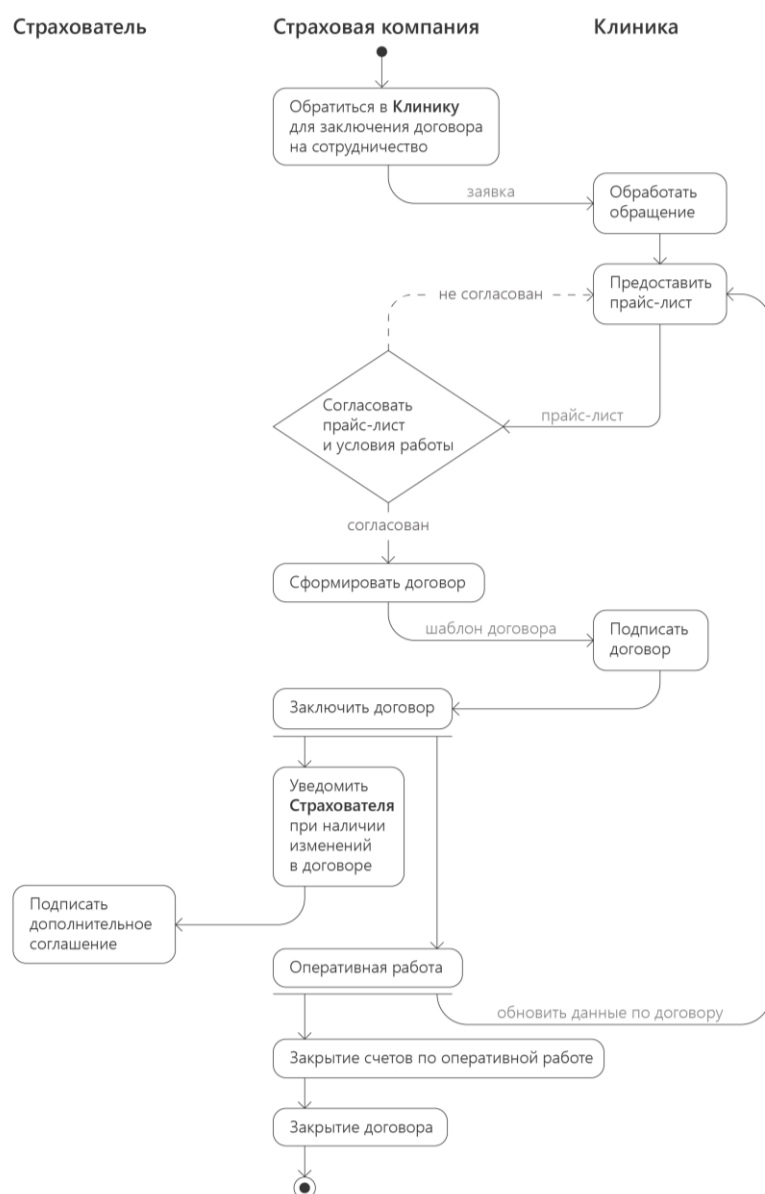 Страхователь
Страховая компания
Клиника
Обратиться в Клинику
для заключения договора
на сотрудничество
заявка
Обработать
обращение
Предоставить
прайс-лист
не согласован
Согласовать
прайс-лист
и условия работы
прайс-лист
согласован
Сформировать договор
шаблон договора
Подписать
договор
Заключить договор
Уведомить
Страхователя
при наличии
изменений
в договоре
Подписать
дополнительное
соглашение
Оперативная работа
обновить данные по договору
Закрытие счетов по оперативной работе
Закрытие договора